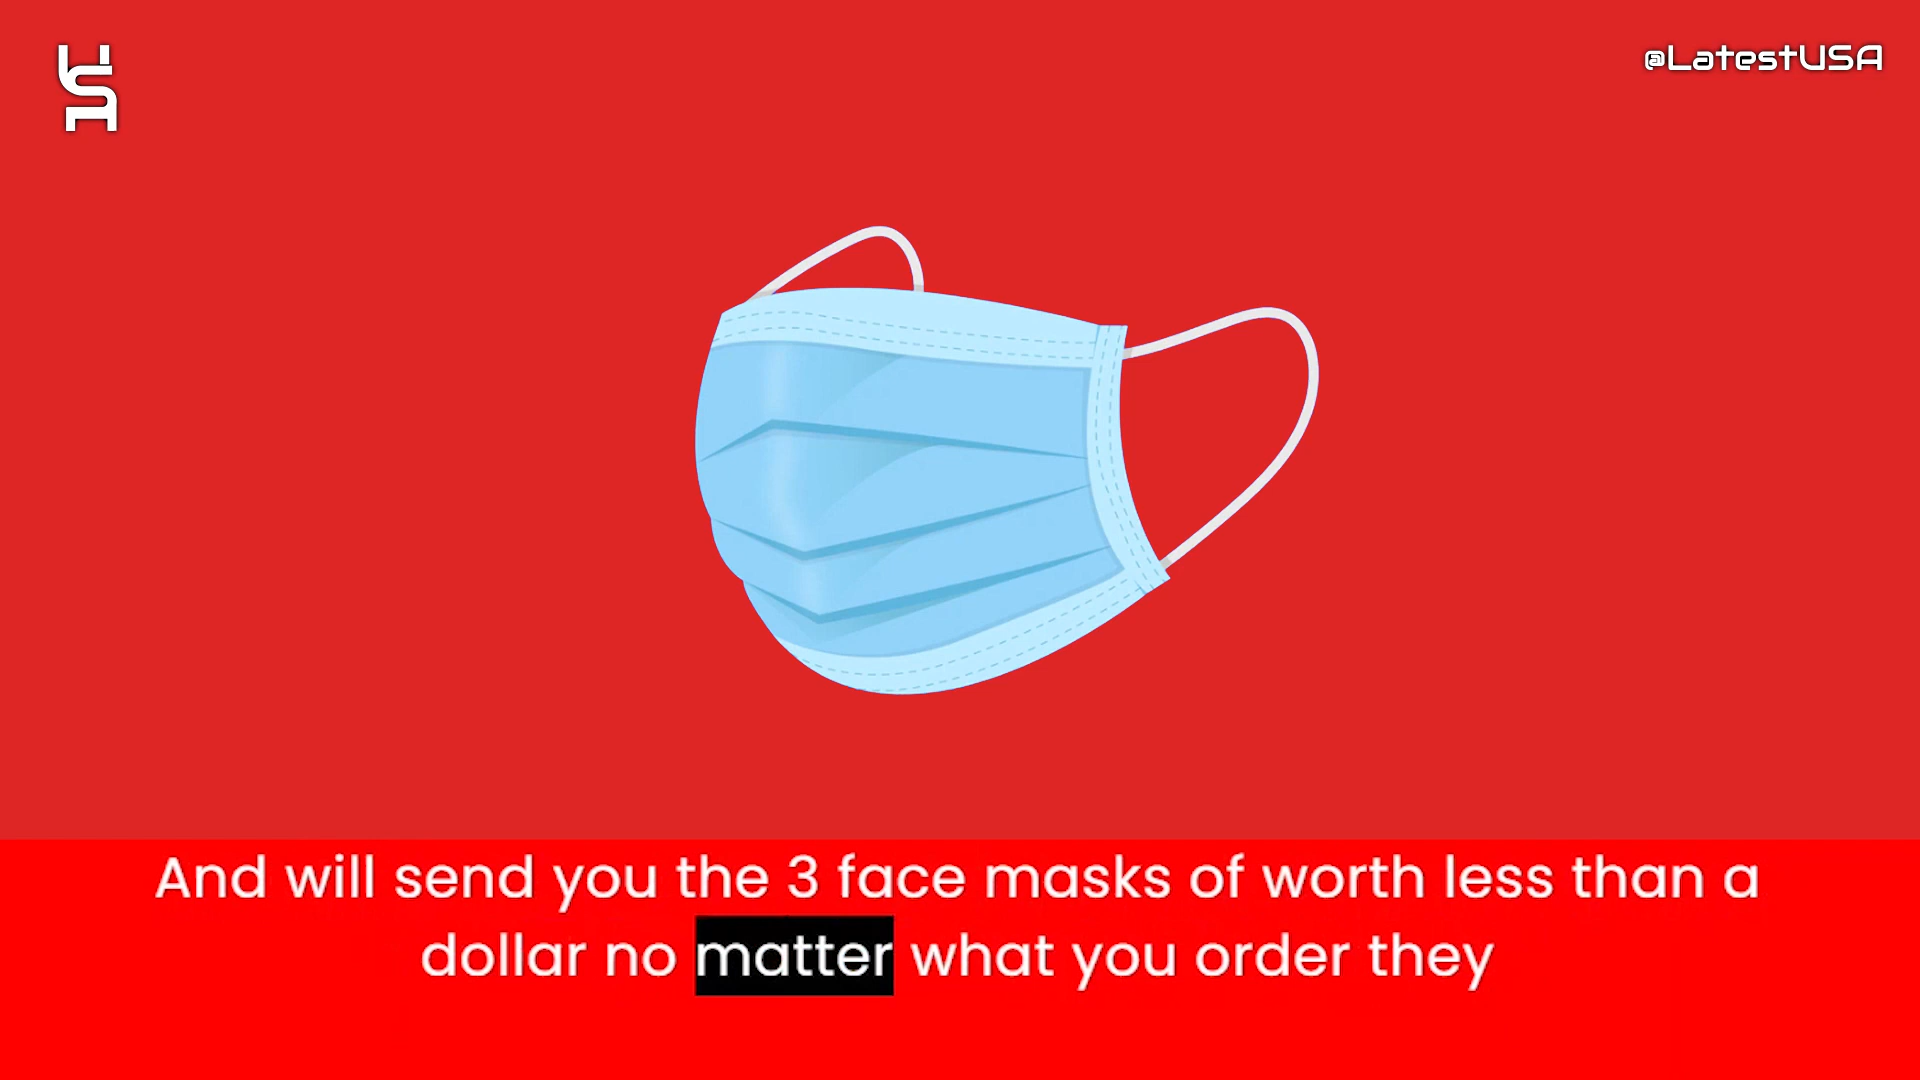 USA
@LatestUSA
And will send you the 3 face masks of worth less than a
dollar no matter what you order they